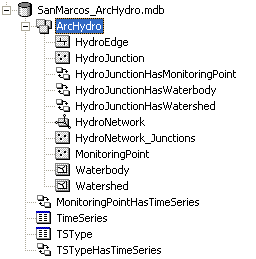 SanMarcos_ArcHydro.mdb
ArcHydro
HydroEdge
HydroJunction
HydroJunctionHasMonitoringPoint
HydroJunctionHasWaterbody
HydroJunctionHasWatershed
HydroNetwork
HydroNetwork_Junctions
MonitoringPoint
Waterbody
Watershed
MonitoringPointHasTimeSeries
TimeSeries
TSType
TSTypeHasTimeSeries